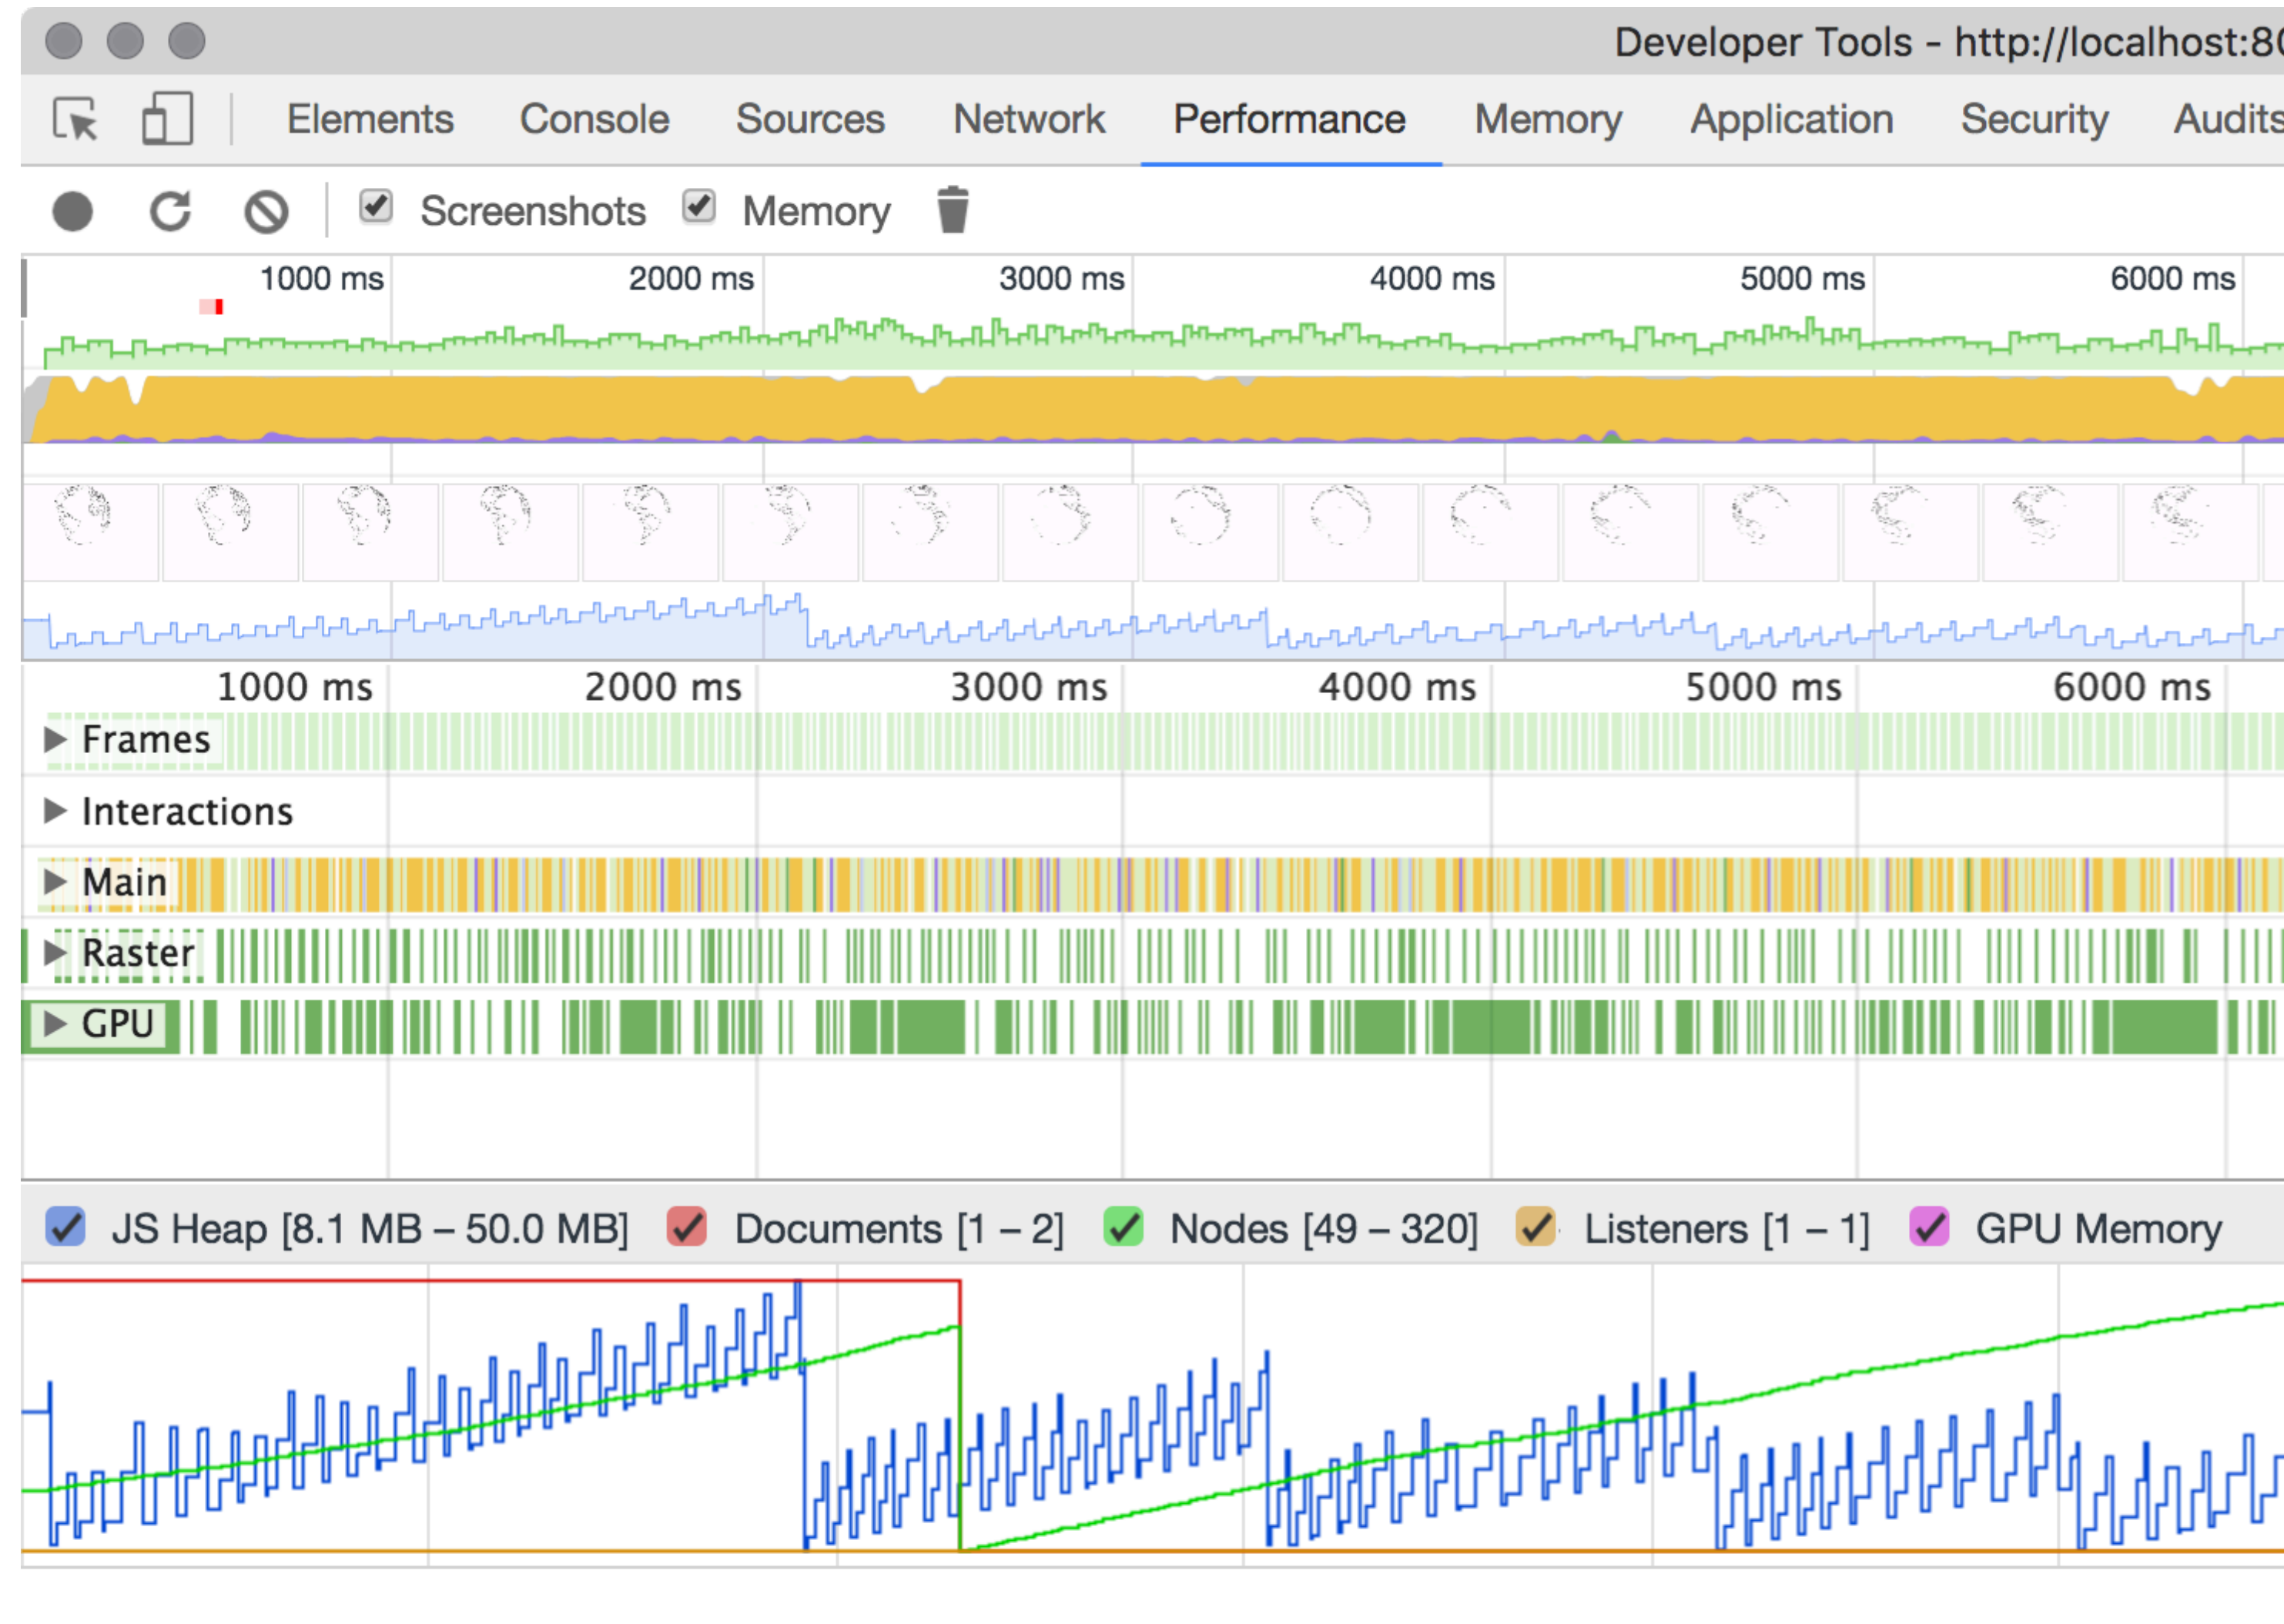 Developer Tools - http://localhost:80
Elements Console Sources Network Performance Memory Application Security Audits
Screenshots Memory
1000 ms 2000 ms 3000 ms 4000 ms 5000 ms 6000 ms
1000 ms 2000 ms 3000 ms 4000 ms 5000 ms 6000 ms
Frames
Interactions
Main
Raster
GPU
JS Heap [8.1 MB – 50.0 MB] Documents [1 – 2] Nodes [49 – 320] Listeners [1 – 1] GPU Memory